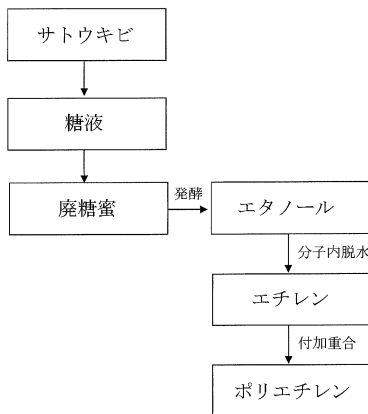 サトウキビ
糖液
廃糖蜜
発酵
エタノール
分子内脱水
エチレン
付加重合
ポリエチレン